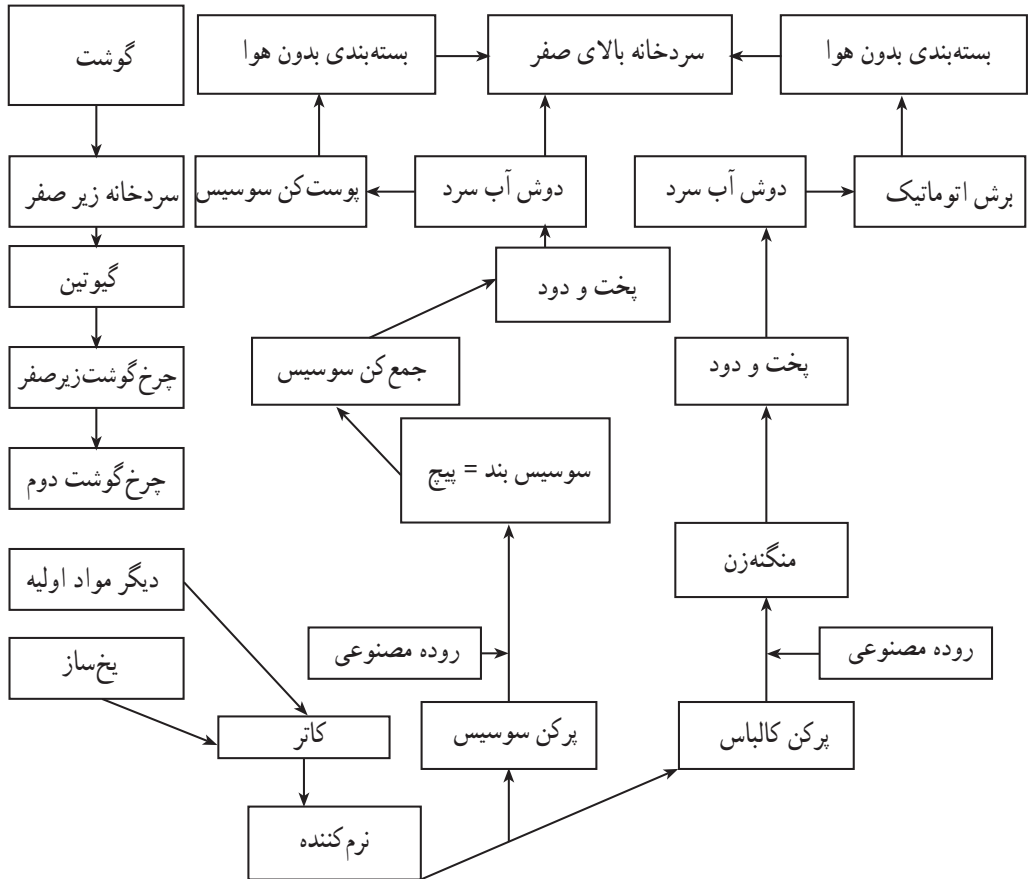 گوشت
سردخانه زیر صفر
گیوتین
چرخ‌گوشت زیر صفر
چرخ‌گوشت دوم
دیگر مواد اولیه
یخ‌ساز
کاتر
نرم‌کننده
پرکن سوسیس
روده مصنوعی
سوسیس بند = پیچ
جمع‌کن سوسیس
پخت و دود
دوش آب سرد
پوست‌کن سوسیس
بسته‌بندی بدون هوا
سردخانه بالای صفر
پرکن کالباس
روده مصنوعی
منگنه‌زن
پخت و دود
دوش آب سرد
برش اتوماتیک
بسته‌بندی بدون هوا